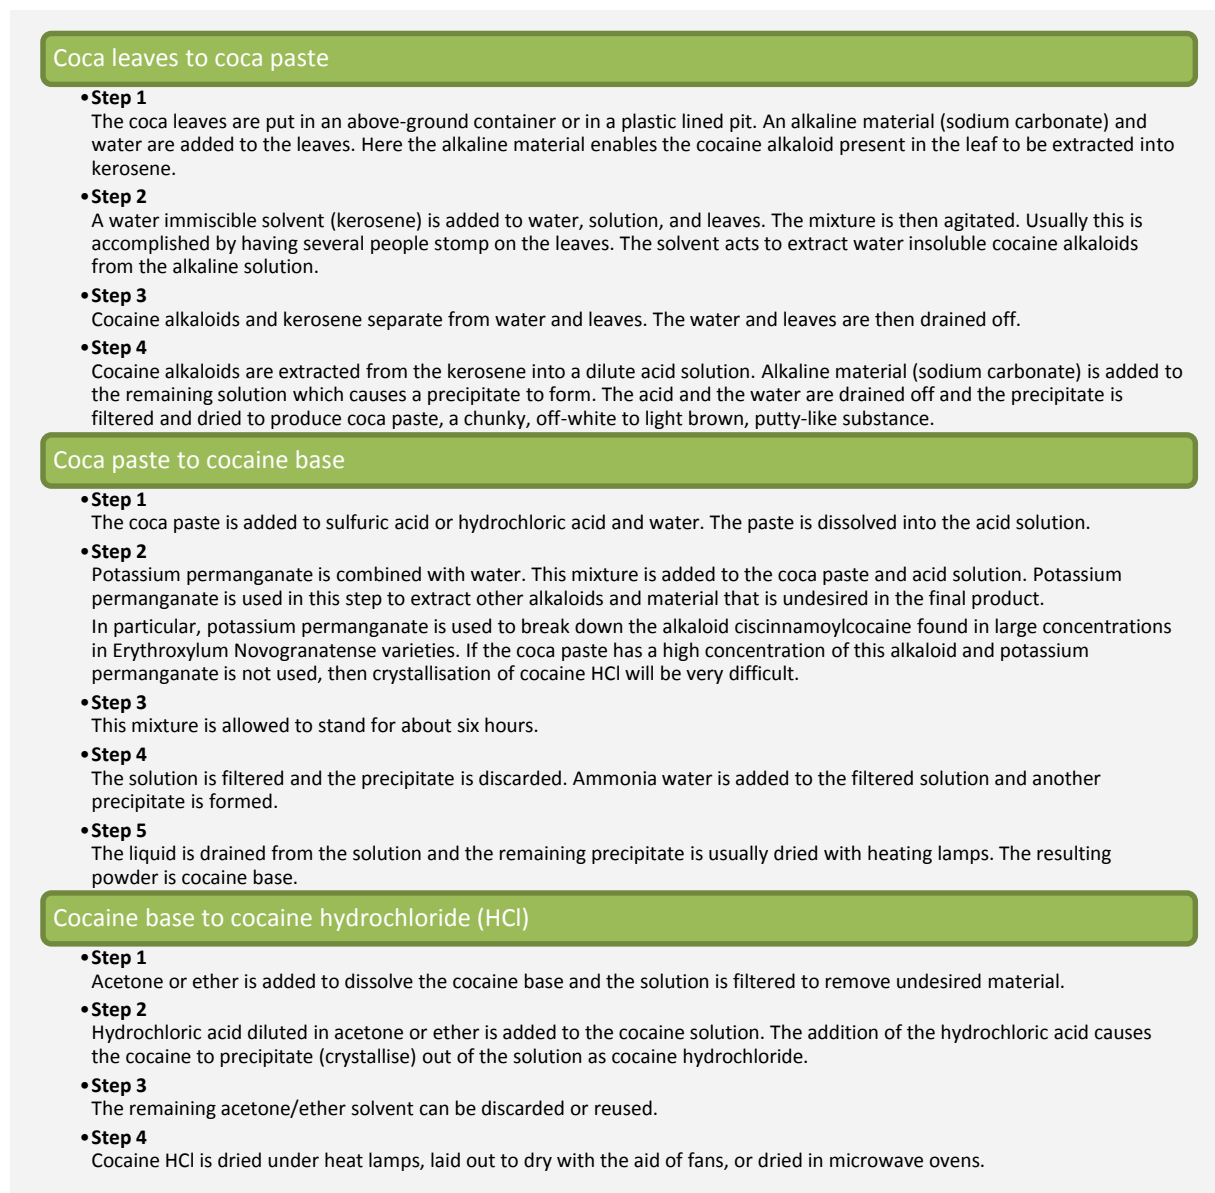 Coca leaves to coca paste
•Step 1
The coca leaves are put in an above-ground container or in a plastic lined pit. An alkaline material (sodium carbonate) and
water are added to the leaves. Here the alkaline material enables the cocaine alkaloid present in the leaf to be extracted into
kerosene.
•Step 2
A water immiscible solvent (kerosene) is added to water, solution, and leaves. The mixture is then agitated. Usually this is
accomplished by having several people stomp on the leaves. The solvent acts to extract water insoluble cocaine alkaloids
from the alkaline solution.
•Step 3
Cocaine alkaloids and kerosene separate from water and leaves. The water and leaves are then drained off.
•Step 4
Cocaine alkaloids are extracted from the kerosene into a dilute acid solution. Alkaline material (sodium carbonate) is added to
the remaining solution which causes a precipitate to form. The acid and the water are drained off and the precipitate is
filtered and dried to produce coca paste, a chunky, off-white to light brown, putty-like substance.
Coca paste to cocaine base
•Step 1
The coca paste is added to sulfuric acid or hydrochloric acid and water. The paste is dissolved into the acid solution.
•Step 2
Potassium permanganate is combined with water. This mixture is added to the coca paste and acid solution. Potassium
permanganate is used in this step to extract other alkaloids and material that is undesired in the final product.
In particular, potassium permanganate is used to break down the alkaloid ciscinnamoylcocaine found in large concentrations
in Erythroxylum Novogranatense varieties. If the coca paste has a high concentration of this alkaloid and potassium
permanganate is not used, then crystallisation of cocaine HCl will be very difficult.
•Step 3
This mixture is allowed to stand for about six hours.
•Step 4
The solution is filtered and the precipitate is discarded. Ammonia water is added to the filtered solution and another
precipitate is formed.
•Step 5
The liquid is drained from the solution and the remaining precipitate is usually dried with heating lamps. The resulting
powder is cocaine base.
Cocaine base to cocaine hydrochloride (HCl)
•Step 1
Acetone or ether is added to dissolve the cocaine base and the solution is filtered to remove undesired material.
•Step 2
Hydrochloric acid diluted in acetone or ether is added to the cocaine solution. The addition of the hydrochloric acid causes
the cocaine to precipitate (crystallise) out of the solution as cocaine hydrochloride.
•Step 3
The remaining acetone/ether solvent can be discarded or reused.
•Step 4
Cocaine HCl is dried under heat lamps, laid out to dry with the aid of fans, or dried in microwave ovens.